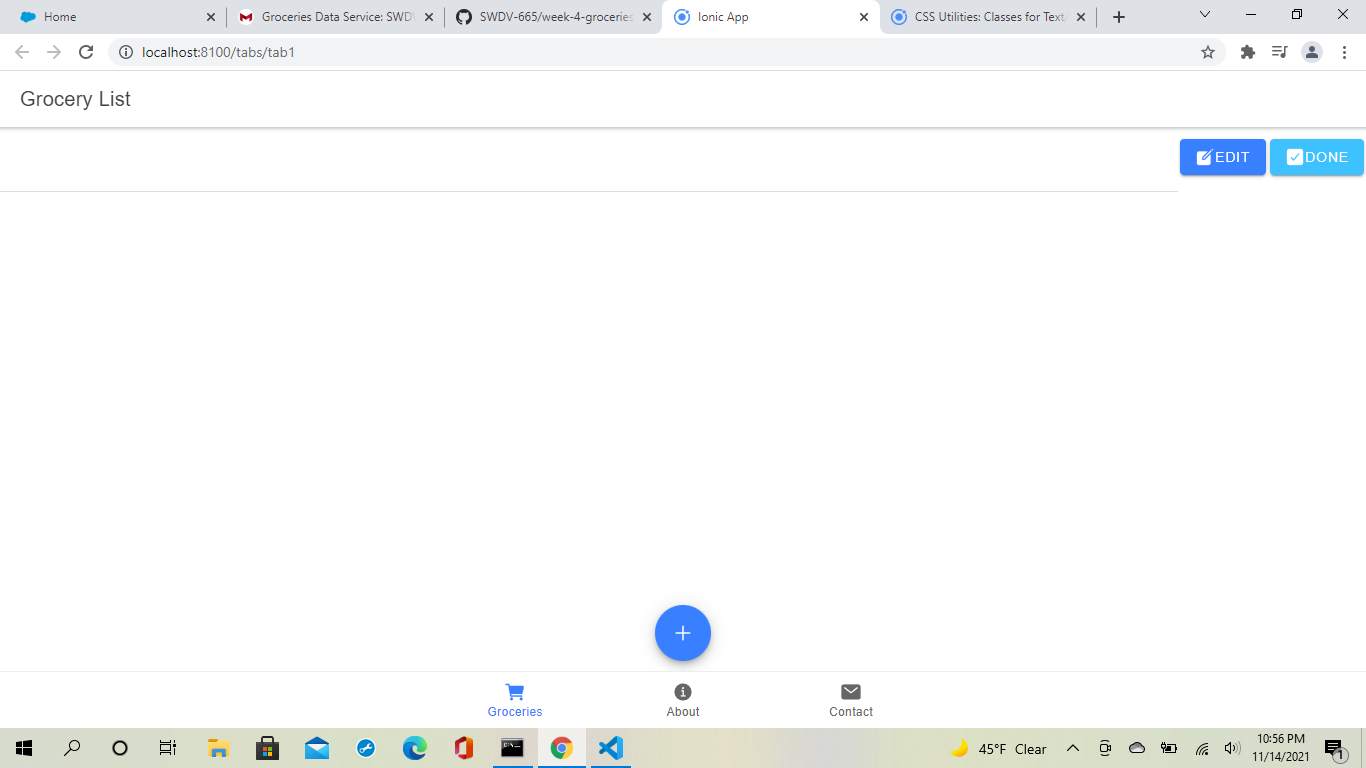 Home
Groceries Data Service: SWDV
SWDV-665/week-4-groceries
Ionic App
CSS Utilities: Classes for Text
localhost:8100/tabs/tab1
Grocery List
EDIT
DONE
Groceries
About
Contact
45°F Clear
10:56 PM
11/14/2021
1